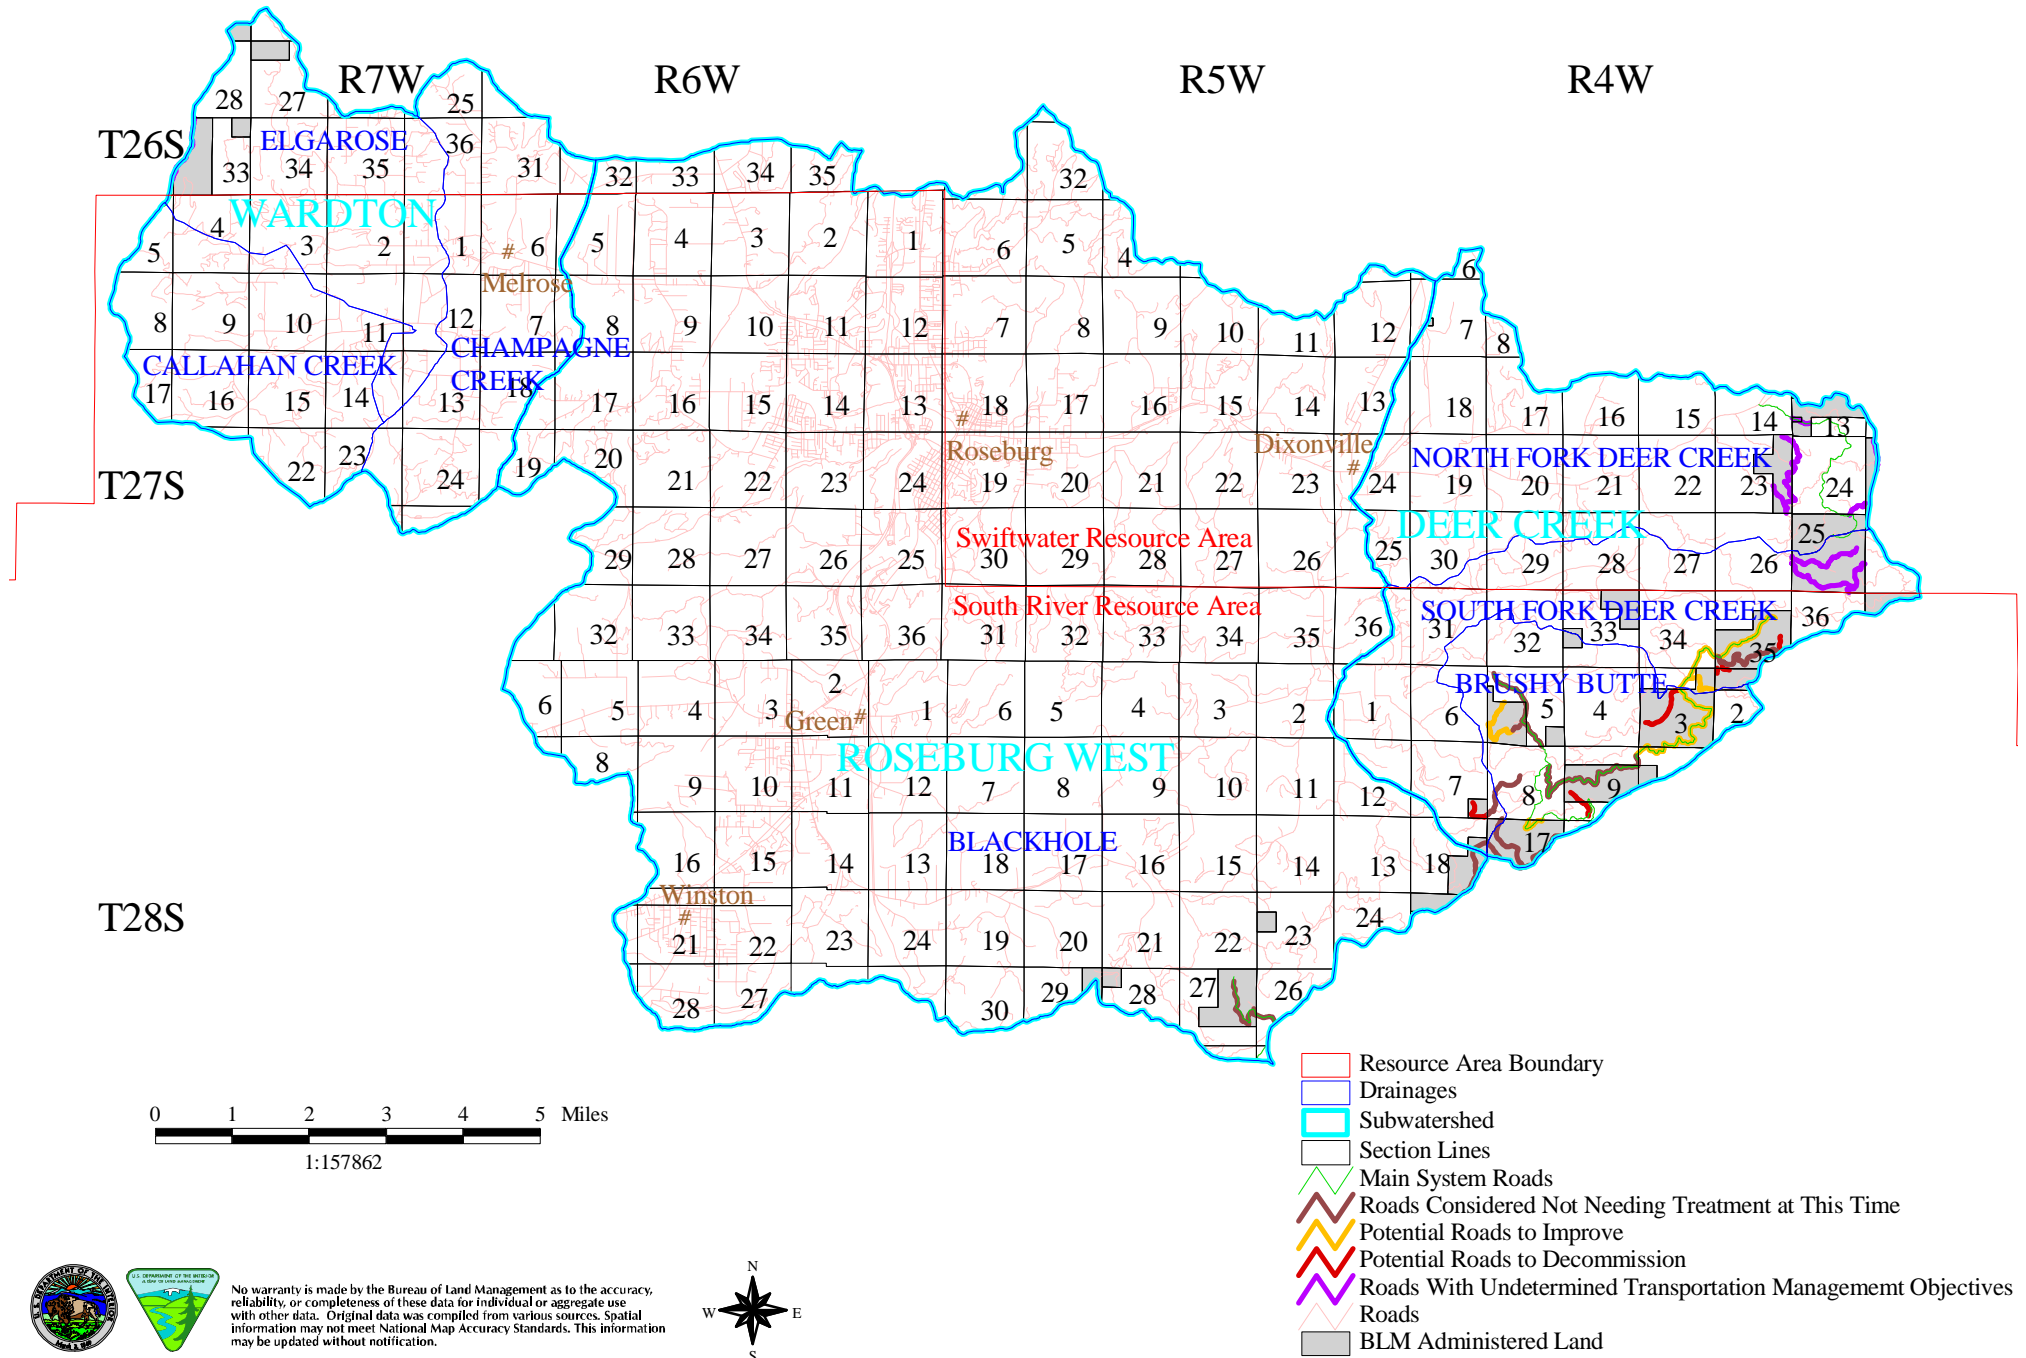 R7W R6W R5W R4W
28 27 25
T26S
ELGAROSE
36
33 34 35 31 32 33 34 35 32
WARDTON
5 4 3 2 1 # 6 5 4 3 2 1 6 5 4 6
Melrose
8 9 10 11 12 7 8 9 10 11 12 7 8 9 10 11 12 7 8
CALLAHAN CREEK
CHAMPAGNE
CREEK
17 16 15 14 13 18 17 16 15 14 13 # 18 17 16 15 14 13 18 17 16 15 14 13
Roseburg
Dixonville
#
NORTH FORK DEER CREEK
T27S
22 23 24 19 20 21 22 23 24 19 20 21 22 23 24 19 20 21 22 23 24
DEER CREEK
Swiftwater Resource Area
29 28 27 26 25 30 29 28 27 26 25 30 29 28 27 26 25
South River Resource Area
SOUTH FORK DEER CREEK
32 33 34 35 36 31 32 33 34 35 36 31 32 33 34 35 36
BRUSHY BUTTE
6 5 4 3 2 1 6 5 4 3 2 1 6 5 4 3 2
Green#
ROSEBURG WEST
8 9 10 11 12 7 8 9 10 11 12 7 8 9
BLACKHOLE
16 15 14 13 18 17 16 15 14 13 18 17
Winston
#
T28S
21 22 23 24 19 20 21 22 23 24
28 27 30 29 28 27 26
Resource Area Boundary
Drainages
Subwatershed
Section Lines
Main System Roads
Roads Considered Not Needing Treatment at This Time
Potential Roads to Improve
Potential Roads to Decommission
Roads With Undetermined Transportation Managememt Objectives
Roads
BLM Administered Land
0 1 2 3 4 5 Miles
1:157862
U.S. DEPARTMENT OF THE INTERIOR
March 3, 1849
U.S. DEPARTMENT OF THE INTERIOR
BUREAU OF LAND MANAGEMENT
No warranty is made by the Bureau of Land Management as to the accuracy,
reliability, or completeness of these data for individual or aggregate use
with other data. Original data was compiled from various sources. Spatial
information may not meet National Map Accuracy Standards. This information
may be updated without notification.
N
W E
S